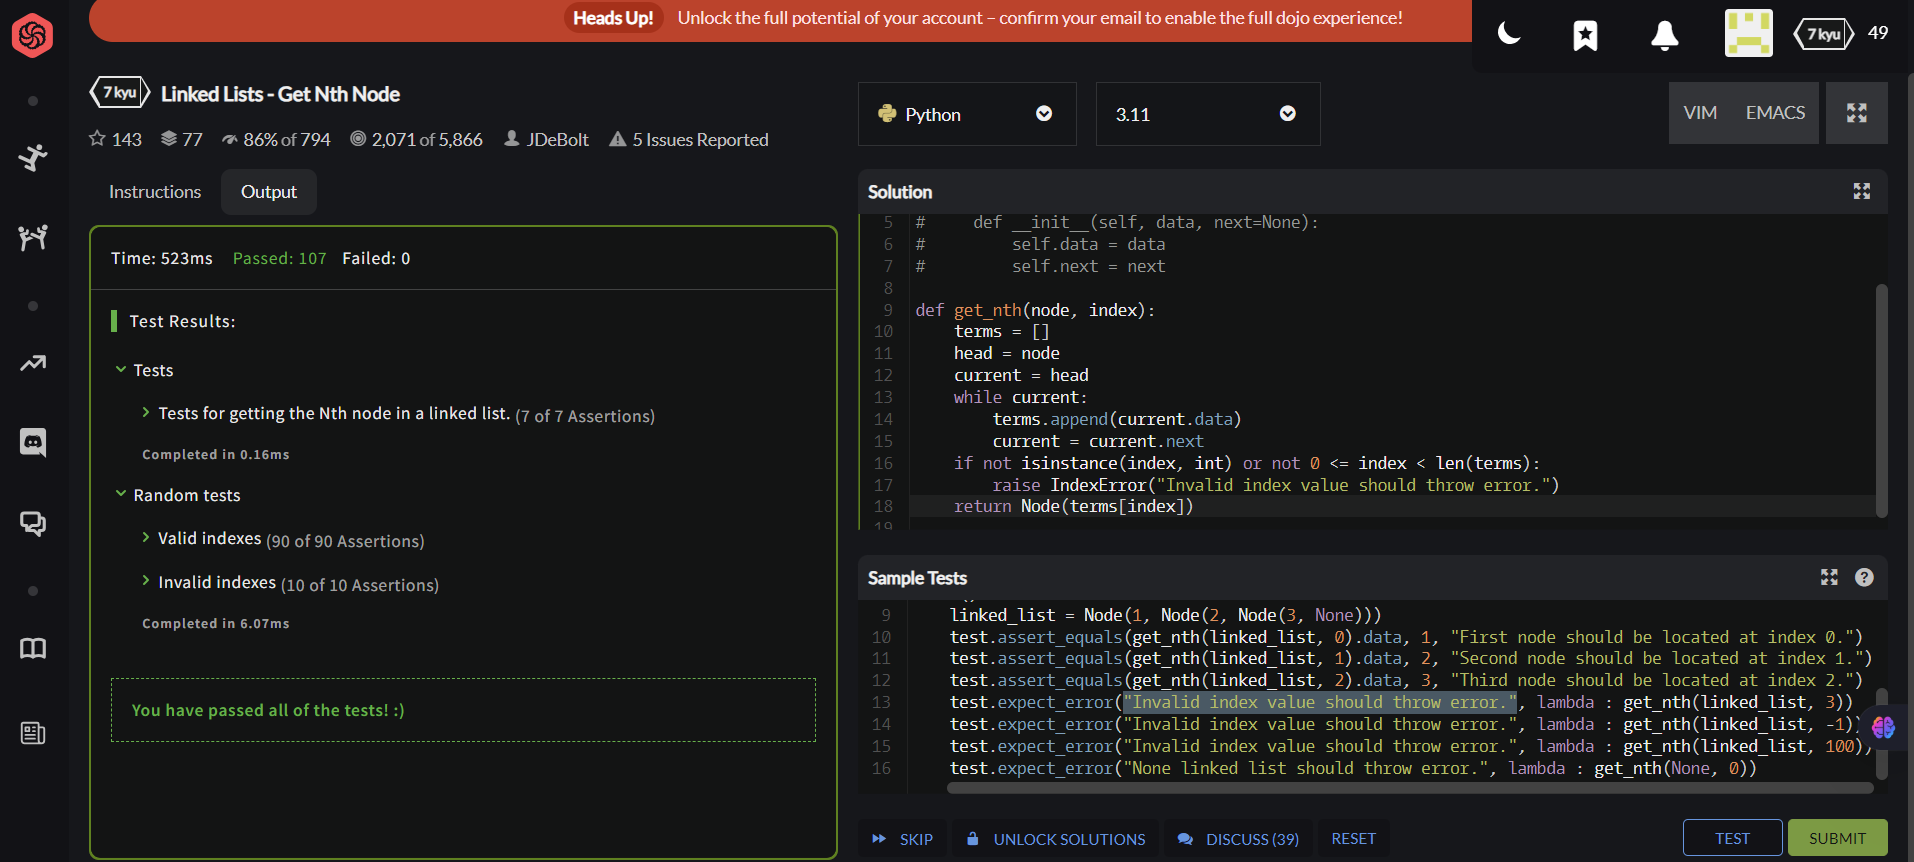 Heads Up! Unlock the full potential of your account – confirm your email to enable the full dojo experience!
7 kyu 49
7 kyu Linked Lists - Get Nth Node
143 77 86% of 794 2,071 of 5,866 JDeBolt 5 Issues Reported
Instructions Output
Time: 523ms Passed: 107 Failed: 0
Test Results:
Tests
Tests for getting the Nth node in a linked list. (7 of 7 Assertions)
Completed in 0.16ms
Random tests
Valid indexes (90 of 90 Assertions)
Invalid indexes (10 of 10 Assertions)
Completed in 6.07ms
You have passed all of the tests! :)
Python 3.11 VIM EMACS
Solution
5 #     def __init__(self, data, next=None):
6 #         self.data = data
7 #         self.next = next
8
9 def get_nth(node, index):
10     terms = []
11     head = node
12     current = head
13     while current:
14         terms.append(current.data)
15         current = current.next
16     if not isinstance(index, int) or not 0 <= index < len(terms):
17         raise IndexError("Invalid index value should throw error.")
18     return Node(terms[index])
19
Sample Tests
9     linked_list = Node(1, Node(2, Node(3, None)))
10     test.assert_equals(get_nth(linked_list, 0).data, 1, "First node should be located at index 0.")
11     test.assert_equals(get_nth(linked_list, 1).data, 2, "Second node should be located at index 1.")
12     test.assert_equals(get_nth(linked_list, 2).data, 3, "Third node should be located at index 2.")
13     test.expect_error("Invalid index value should throw error.", lambda : get_nth(linked_list, 3))
14     test.expect_error("Invalid index value should throw error.", lambda : get_nth(linked_list, -1))
15     test.expect_error("Invalid index value should throw error.", lambda : get_nth(linked_list, 100))
16     test.expect_error("None linked list should throw error.", lambda : get_nth(None, 0))
SKIP UNLOCK SOLUTIONS DISCUSS (39) RESET TEST SUBMIT